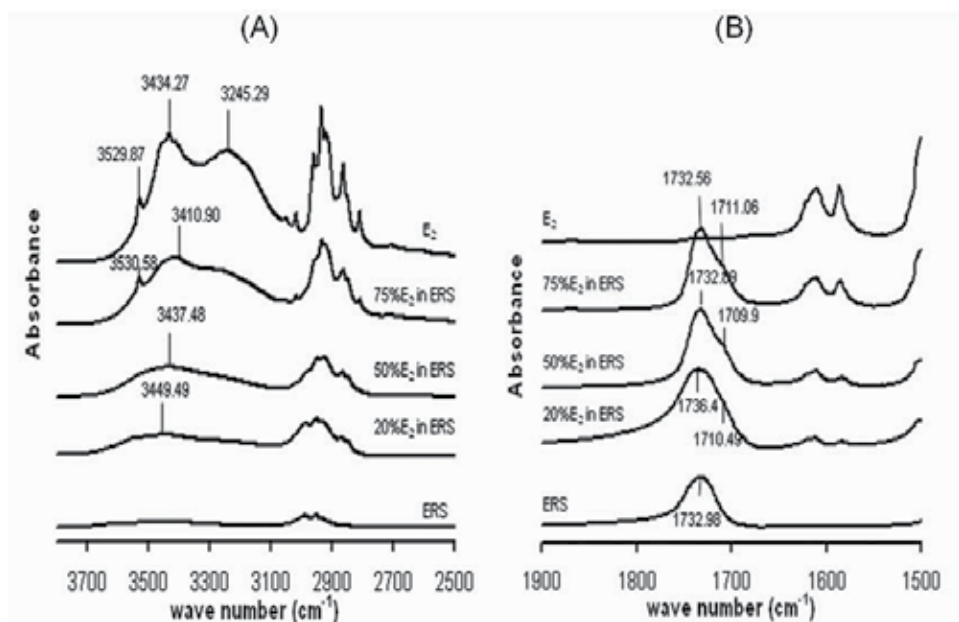 (A)
(B)
3434.27
3245.29
3529.87
3410.90
3530.58
3437.48
3449.49
E2
75%E2 in ERS
50%E2 in ERS
20%E2 in ERS
ERS
Absorbance
3700 3500 3300 3100 2900 2700 2500
wave number (cm-1)
1732.56
1711.06
1732.89
1709.9
1736.4
1710.49
1732.98
E2
75%E2 in ERS
50%E2 in ERS
20%E2 in ERS
ERS
Absorbance
1900 1800 1700 1600 1500
wave number (cm-1)